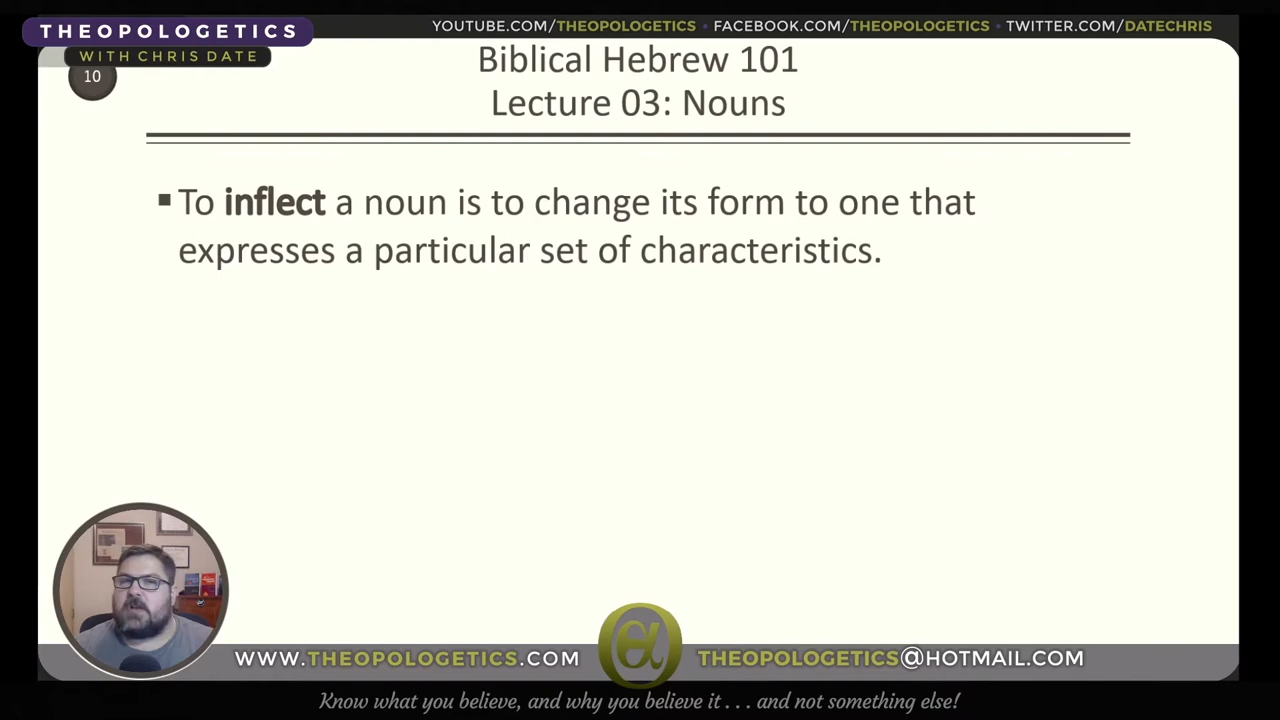 THEOPOLOGETICS
WITH CHRIS DATE
YOUTUBE.COM/THEOPOLOGETICS • FACEBOOK.COM/THEOPOLOGETICS • TWITTER.COM/DATECHRIS
10
Biblical Hebrew 101
Lecture 03: Nouns
▪ To inflect a noun is to change its form to one that
expresses a particular set of characteristics.
WWW.THEOPOLOGETICS.COM
THEOPOLOGETICS@HOTMAIL.COM
Know what you believe, and why you believe it . . . and not something else!